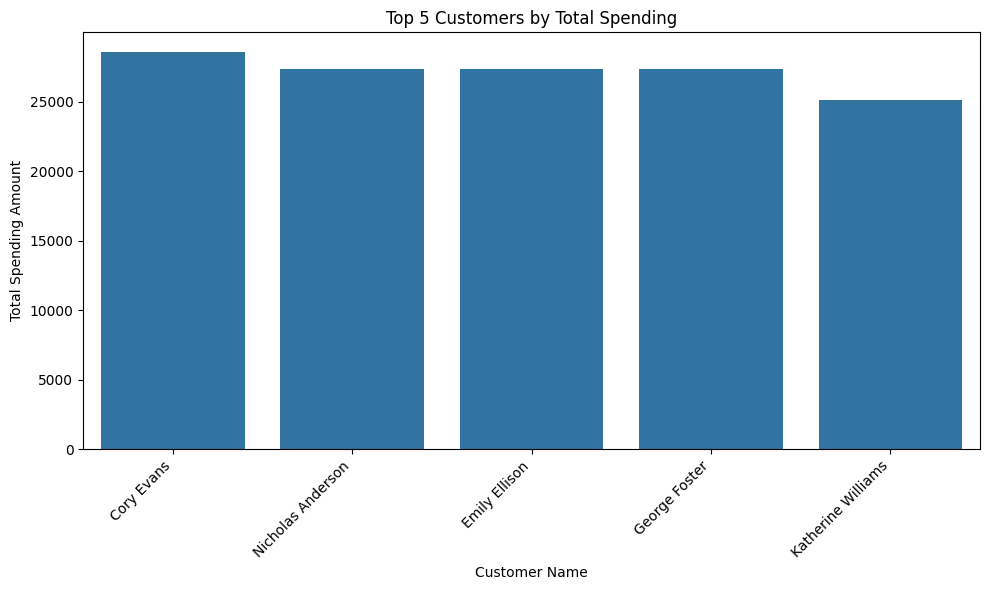 Top 5 Customers by Total Spending
Total Spending Amount
25000
20000
15000
10000
5000
0
Cory Evans
Nicholas Anderson
Emily Ellison
George Foster
Katherine Williams
Customer Name